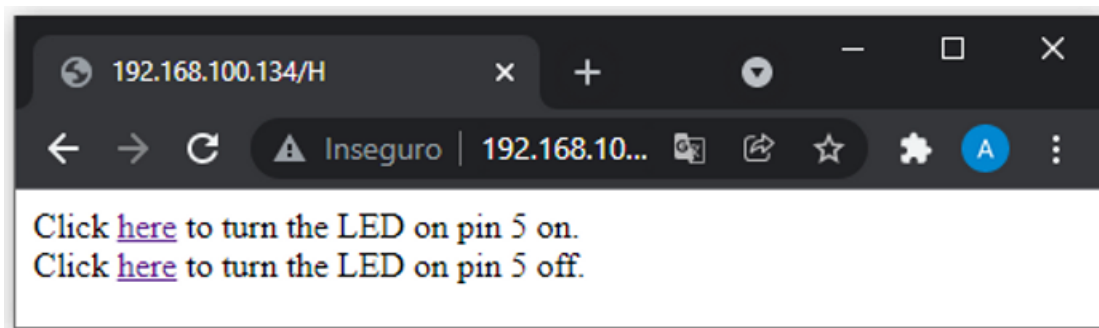 192.168.100.134/H
Inseguro | 192.168.10...
A
Click here to turn the LED on pin 5 on.
Click here to turn the LED on pin 5 off.